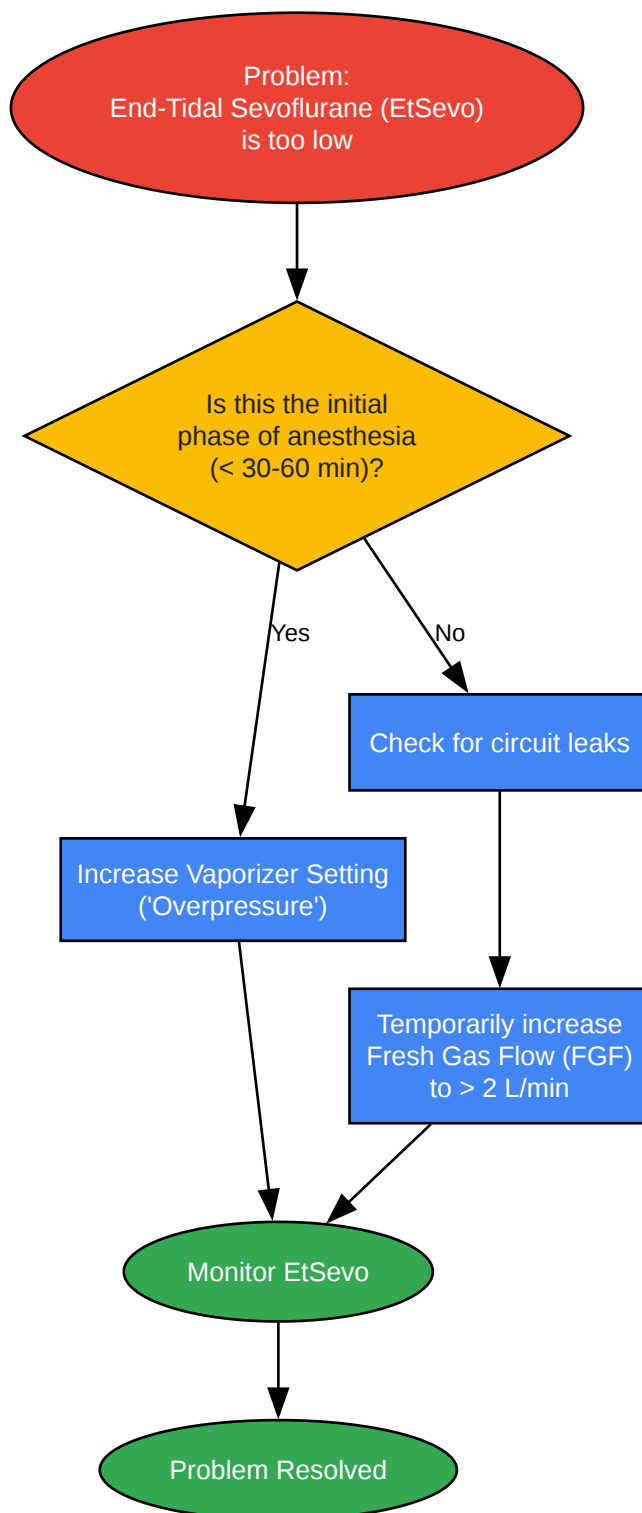 Problem:
End-Tidal Sevoflurane (EtSevo)
is too low
Is this the initial
phase of anesthesia
(< 30-60 min)?
Yes
No
Check for circuit leaks
Increase Vaporizer Setting
('Overpressure')
Temporarily increase
Fresh Gas Flow (FGF)
to > 2 L/min
Monitor EtSevo
Problem Resolved